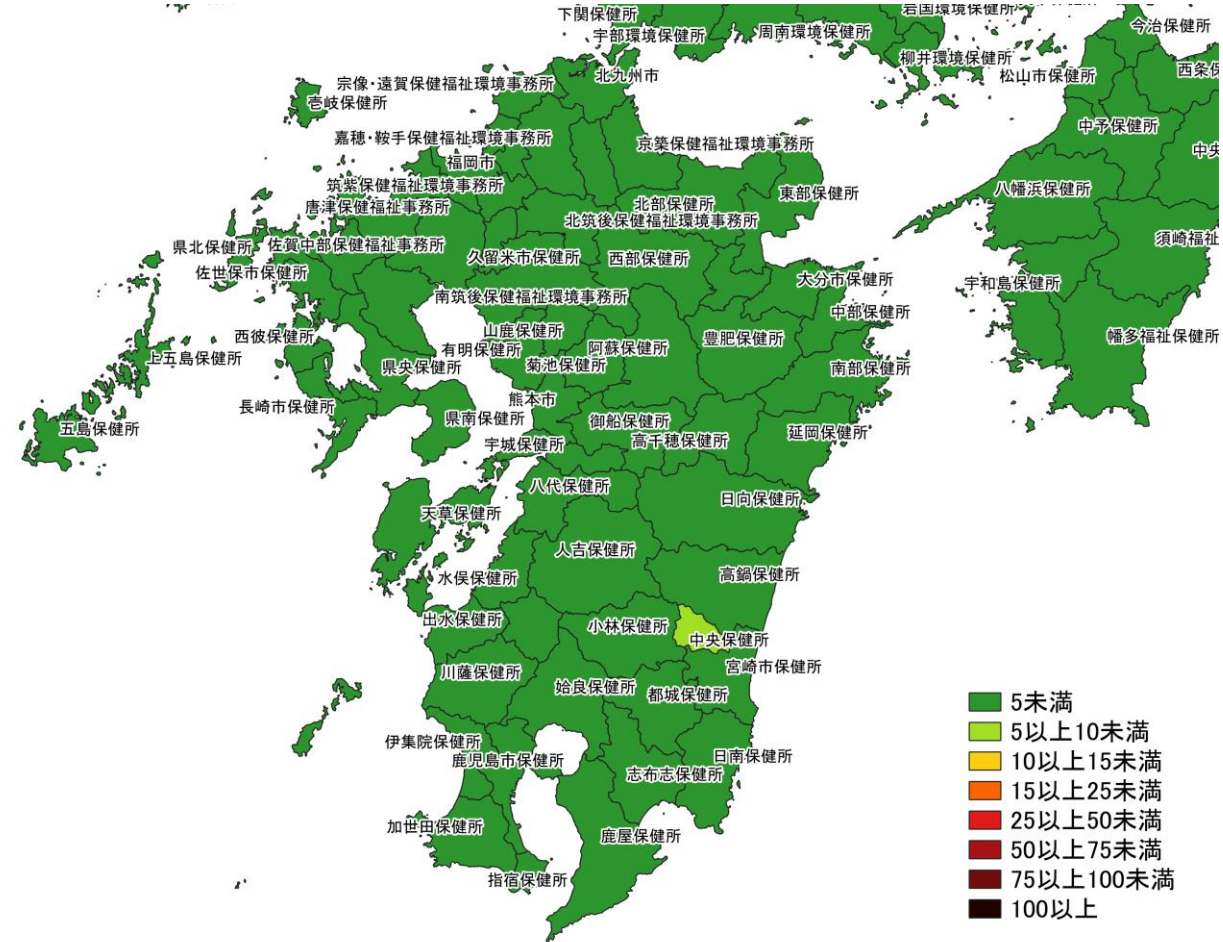 下関保健所
岩国環境保健所
今治保健所
宇部環境保健所
周南環境保健所
柳井環境保健所
松山市保健所
西条保
北九州市
宗像・遠賀保健福祉環境事務所
壱岐保健所
中予保健所
嘉穂・鞍手保健福祉環境事務所
京築保健福祉環境事務所
中央
福岡市
筑紫保健福祉環境事務所
東部保健所
八幡浜保健所
唐津保健福祉事務所
北部保健所
北筑後保健福祉環境事務所
県北保健所
佐賀中部保健福祉事務所
須崎福祉
久留米市保健所
西部保健所
佐世保市保健所
大分市保健所
宇和島保健所
南筑後保健福祉環境事務所
中部保健所
西彼保健所
山鹿保健所
豊肥保健所
幡多福祉保健所
有明保健所
阿蘇保健所
上五島保健所
県央保健所
菊池保健所
南部保健所
長崎市保健所
熊本市
県南保健所
御船保健所
五島保健所
延岡保健所
宇城保健所
高千穂保健所
八代保健所
日向保健所
天草保健所
人吉保健所
水俣保健所
高鍋保健所
出水保健所
小林保健所
中央保健所
宮崎市保健所
川薩保健所
姶良保健所
都城保健所
伊集院保健所
鹿児島市保健所
日南保健所
志布志保健所
加世田保健所
鹿屋保健所
指宿保健所
5未満
5以上10未満
10以上15未満
15以上25未満
25以上50未満
50以上75未満
75以上100未満
100以上